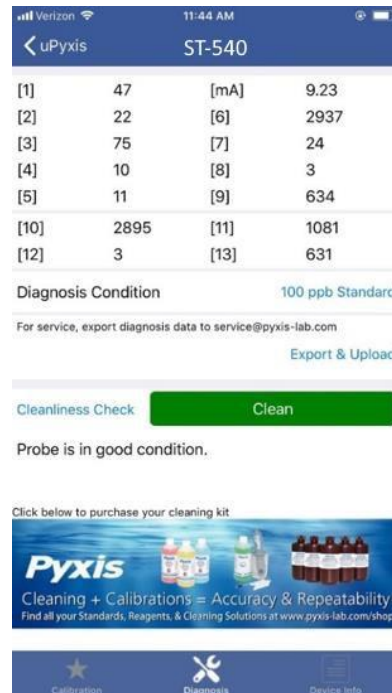 Verizon 11:44 AM
uPyxis ST-540
[1] 47 [mA] 9.23
[2] 22 [6] 2937
[3] 75 [7] 24
[4] 10 [8] 3
[5] 11 [9] 634
[10] 2895 [11] 1081
[12] 3 [13] 631
Diagnosis Condition 100 ppb Standard
For service, export diagnosis data to service@pyxis-lab.com
Export & Upload
Cleanliness Check Clean
Probe is in good condition.
Click below to purchase your cleaning kit
Pyxis
Cleaning + Calibrations = Accuracy & Repeatability
Find all your Standards, Reagents, & Cleaning Solutions at www.pyxis-lab.com/shop
Calibration Diagnosis Device Info